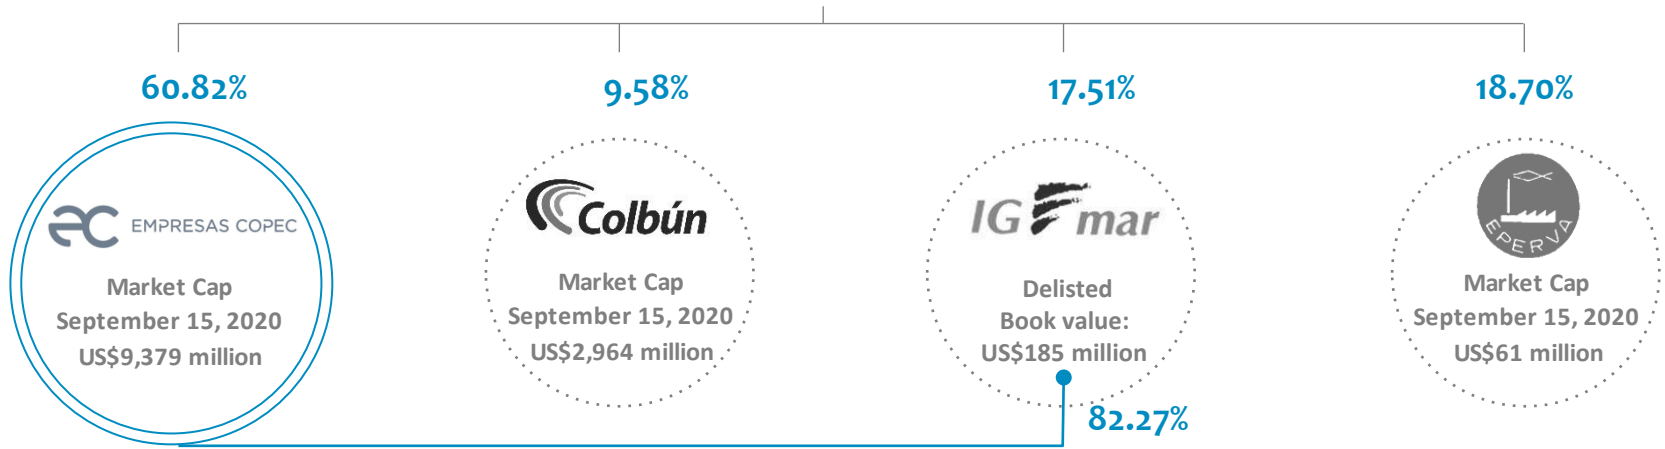 60.82%
9.58%
17.51%
18.70%
EMPRESAS COPEC
Market Cap
September 15, 2020
US$9,379 million
Colbún
Market Cap
September 15, 2020
US$2,964 million
IG mar
Delisted
Book value:
US$185 million
82.27%
EPERVA
Market Cap
September 15, 2020
US$61 million